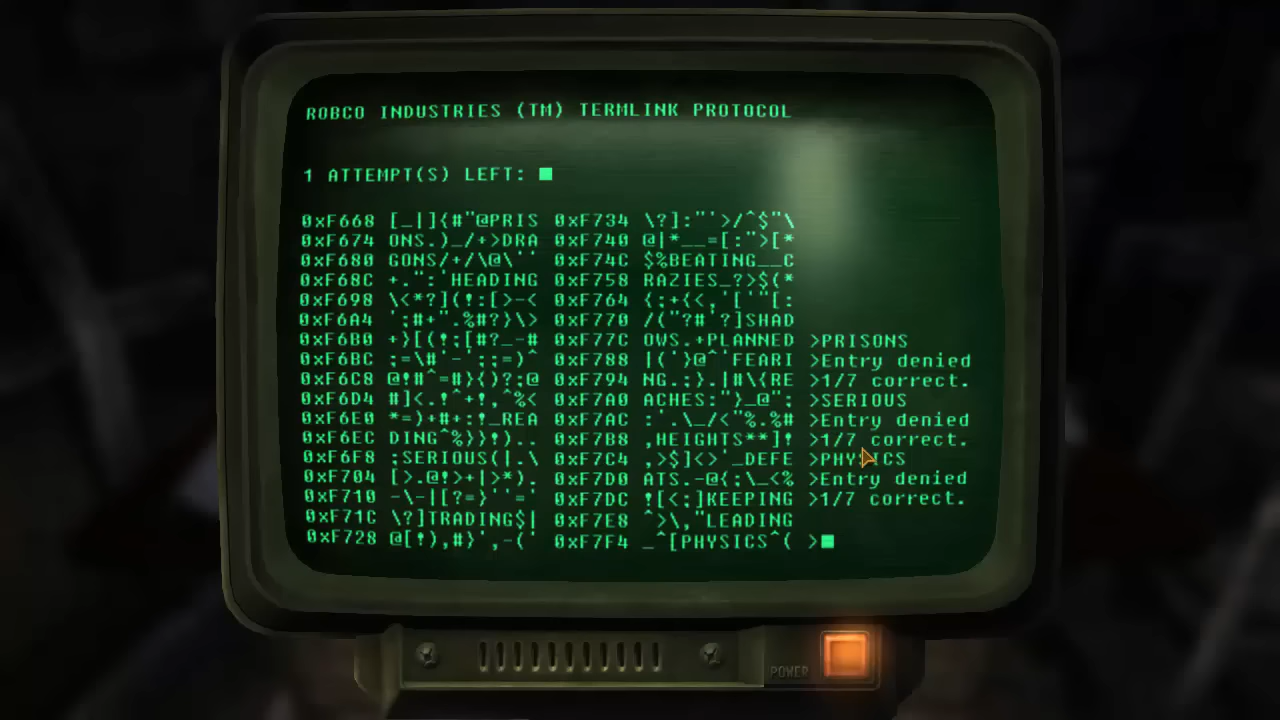 ROBCO INDUSTRIES (TM) TERMLINK PROTOCOL
1 ATTEMPT(S) LEFT:
0xF668 [_|]{#"@PRIS 0xF734 \?]:"'>/^$"\
0xF674 ONS.)_/+>DRA 0xF740 @|*__=[:">[*
0xF680 GONS/+/\@\'' 0xF74C $%BEATING__C
0xF68C +.":'HEADING 0xF758 RAZIES_?>$(*
0xF698 \<*?](!:[>-< 0xF764 {:+{<,'['"[:
0xF6A4 ';#+".%#?}\> 0xF770 /("?#'?]SHAD
0xF6B0 +}[(!;[#?_-# 0xF77C OWS.+PLANNED >PRISONS
0xF6BC ;=\#'-';;=)^ 0xF788 |('}@^'FEARI >Entry denied
0xF6C8 @!#^=#}{)?;@ 0xF794 NG.;}.|#\{RE >1/7 correct.
0xF6D4 #]<.!^+!,^%< 0xF7A0 ACHES:"}_@"; >SERIOUS
0xF6E0 *=)+#+:!_REA 0xF7AC :'.\_/<"%.%# >Entry denied
0xF6EC DING^%}}!).. 0xF7B8 ,HEIGHTS**]! >1/7 correct.
0xF6F8 ;SERIOUS(|.\ 0xF7C4 ,>$]<>'_DEFE >PHYSICS
0xF704 [>.@!>+|>*). 0xF7D0 ATS.-@{;\_<% >Entry denied
0xF710 -\-|[?=}''=' 0xF7DC ![<;]KEEPING >1/7 correct.
0xF71C \?]TRADING$| 0xF7E8 ^>\,"LEADING
0xF728 @[!),#}',-(' 0xF7F4 _^[PHYSICS^( >
POWER